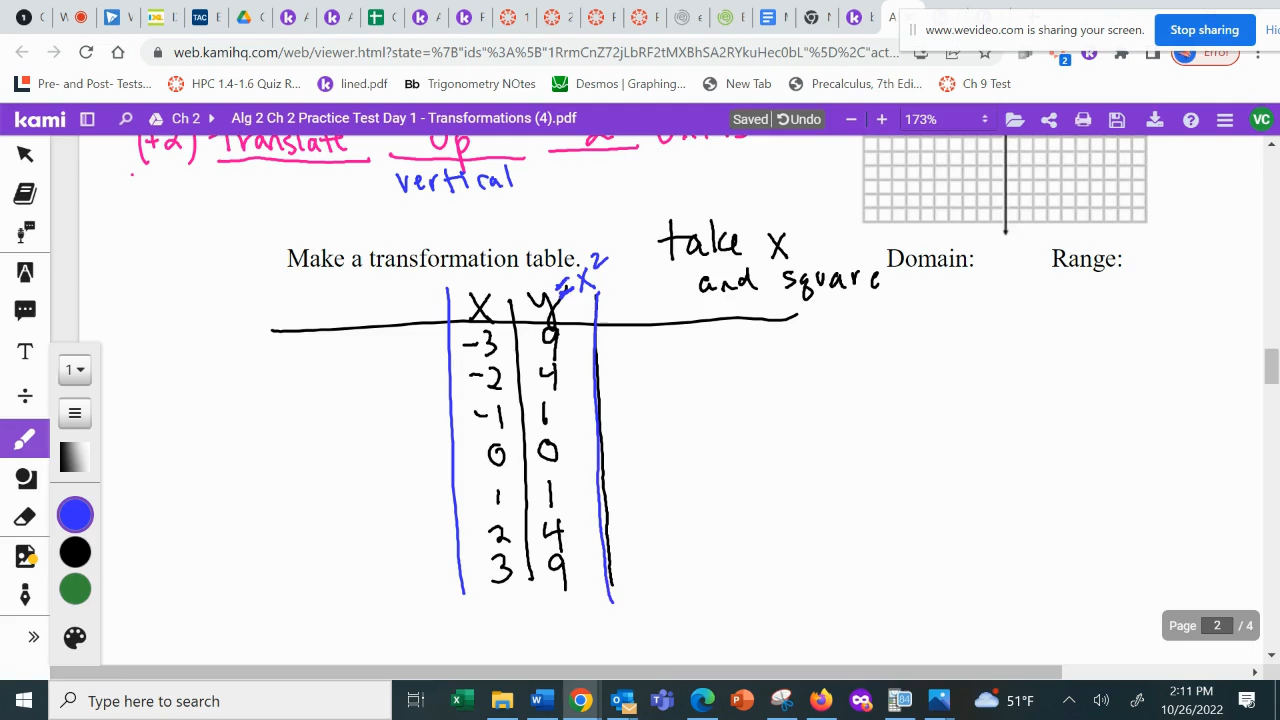 www.wevideo.com is sharing your screen.
Stop sharing
web.kamihq.com/web/viewer.html?state=%7B"ids"%3A%5B"1RrmCnZ72jLbRF2tMXBhSA2RYKuHec0bL"%5D%2C"act...
Error
Pre- and Post- Tests...
HPC 1.4-1.6 Quiz R...
lined.pdf
Bb Trigonometry NOtes
Desmos | Graphing...
New Tab
Precalculus, 7th Edi...
Ch 9 Test
kami
Ch 2 > Alg 2 Ch 2 Practice Test Day 1 - Transformations (4).pdf
Saved
Undo
173%
VC
(+2) Translate Up 2 units
vertical
take x
and square
Make a transformation table.
Domain:
Range:
X Y = x²
-3 9
-2 4
-1 1
0 0
1 1
2 4
3 9
Page 2 / 4
Type here to search
51°F
2:11 PM
10/26/2022